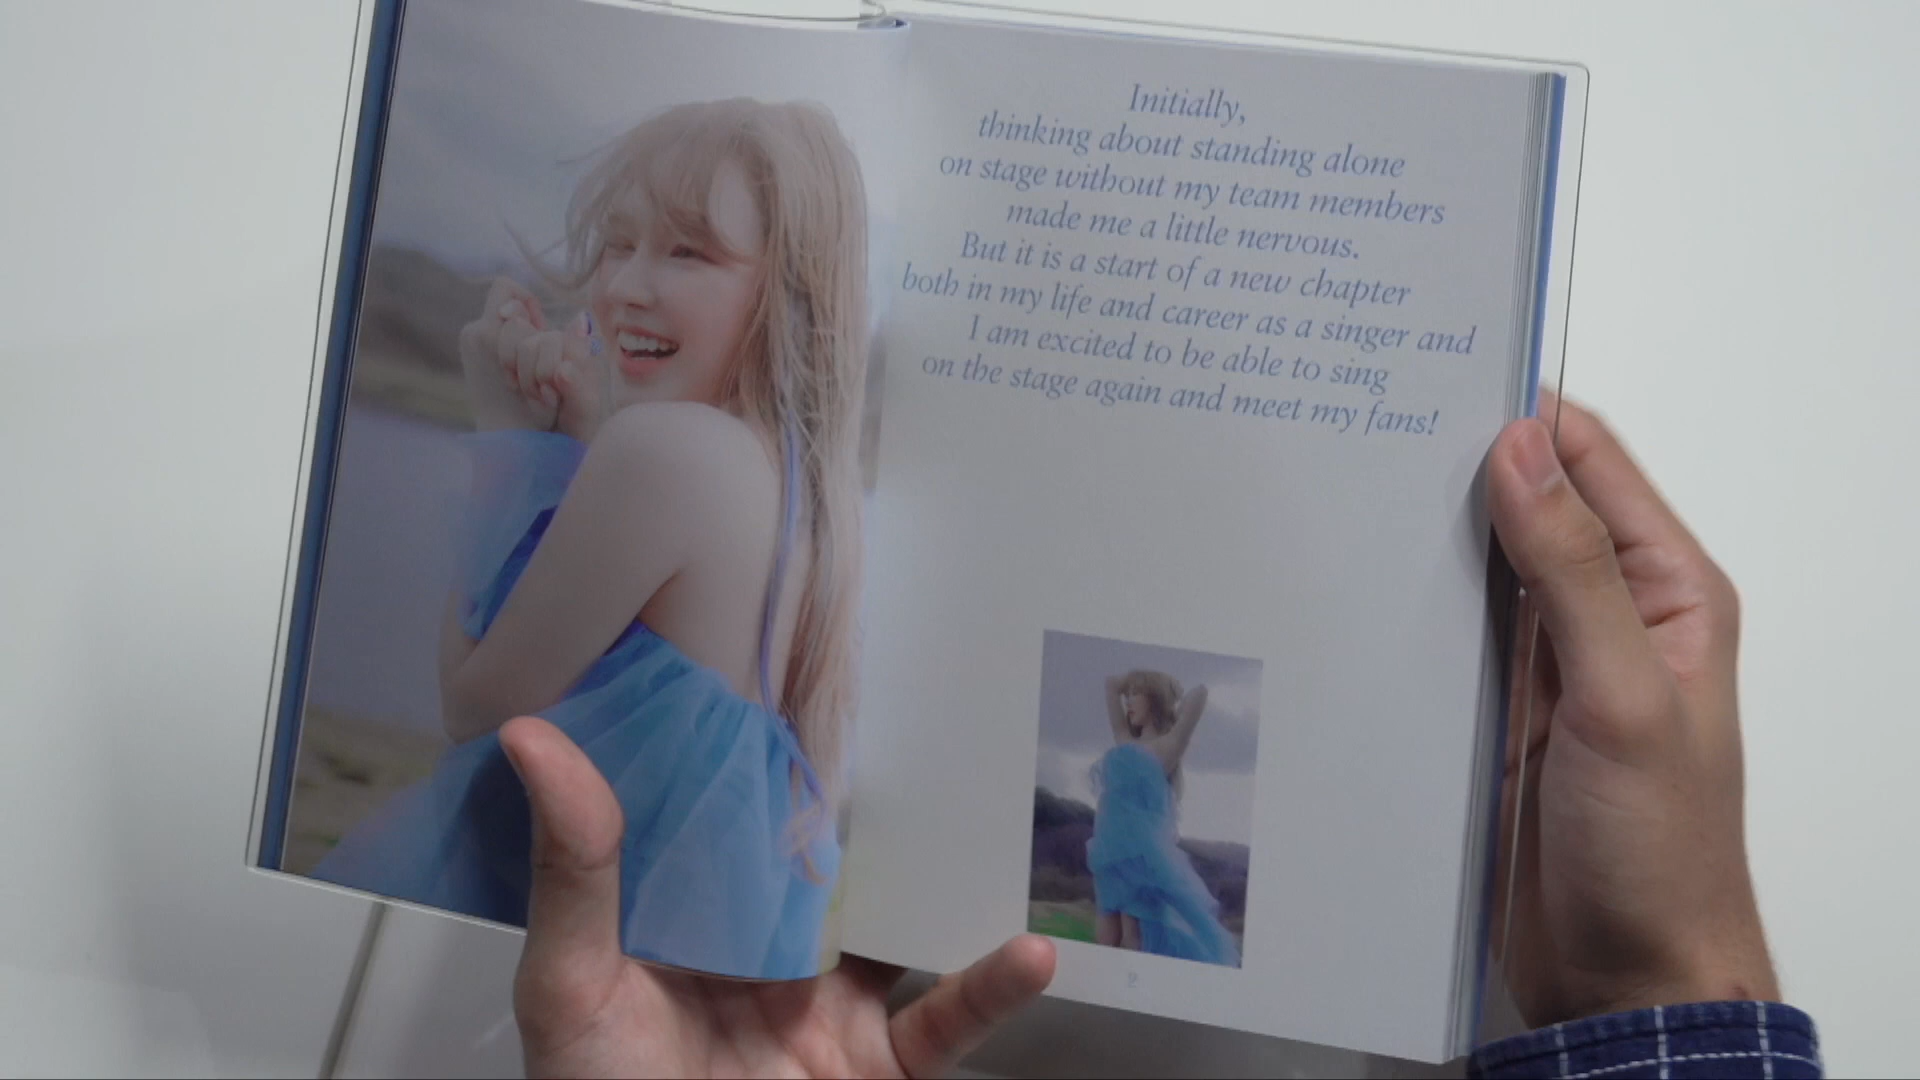 Initially,
thinking about standing alone
on stage without my team members
made me a little nervous.
But it is a start of a new chapter
both in my life and career as a singer and
I am excited to be able to sing
on the stage again and meet my fans!